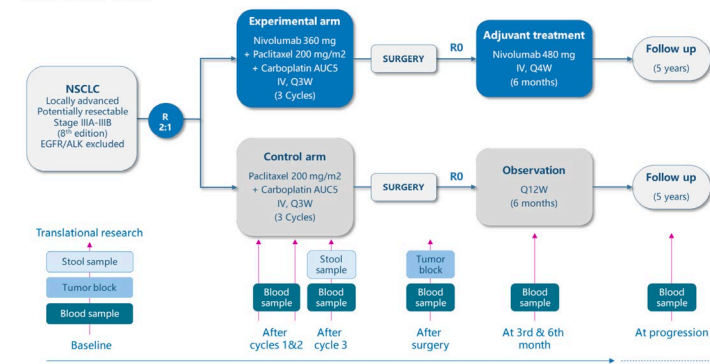 NSCLC
Locally advanced
Potentially resectable
Stage IIIA-IIIB
(8th edition)
EGFR/ALK excluded
R
2:1
Experimental arm
Nivolumab 360 mg
+ Paclitaxel 200 mg/m2
+ Carboplatin AUC5
IV, Q3W
(3 Cycles)
SURGERY
R0
Adjuvant treatment
Nivolumab 480 mg
IV, Q4W
(6 months)
Follow up
(5 years)
Control arm
Paclitaxel 200 mg/m2
+ Carboplatin AUC5
IV, Q3W
(3 Cycles)
SURGERY
R0
Observation
Q12W
(6 months)
Follow up
(5 years)
Translational research
Stool sample
Tumor block
Blood sample
Baseline
Blood
sample
After
cycles 1&2
Stool
sample
Blood
sample
After
cycle 3
Tumor
block
Blood
sample
After
surgery
Blood
sample
At 3rd & 6th
month
Blood
sample
At progression